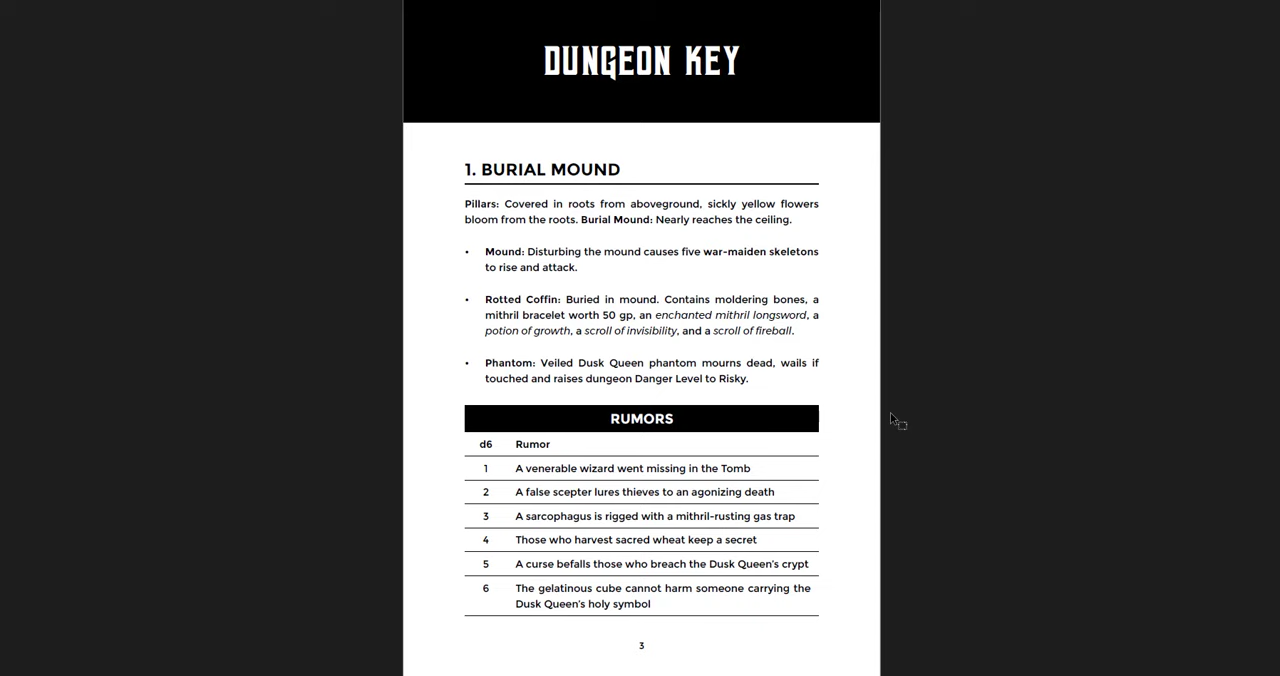 DUNGEON KEY
1. BURIAL MOUND
Pillars: Covered in roots from aboveground, sickly yellow flowers
bloom from the roots. Burial Mound: Nearly reaches the ceiling.
• Mound: Disturbing the mound causes five war-maiden skeletons
to rise and attack.
• Rotted Coffin: Buried in mound. Contains moldering bones, a
mithril bracelet worth 50 gp, an enchanted mithril longsword, a
potion of growth, a scroll of invisibility, and a scroll of fireball.
• Phantom: Veiled Dusk Queen phantom mourns dead, wails if
touched and raises dungeon Danger Level to Risky.
RUMORS
d6 Rumor
1 A venerable wizard went missing in the Tomb
2 A false scepter lures thieves to an agonizing death
3 A sarcophagus is rigged with a mithril-rusting gas trap
4 Those who harvest sacred wheat keep a secret
5 A curse befalls those who breach the Dusk Queen's crypt
6 The gelatinous cube cannot harm someone carrying the
Dusk Queen's holy symbol
3